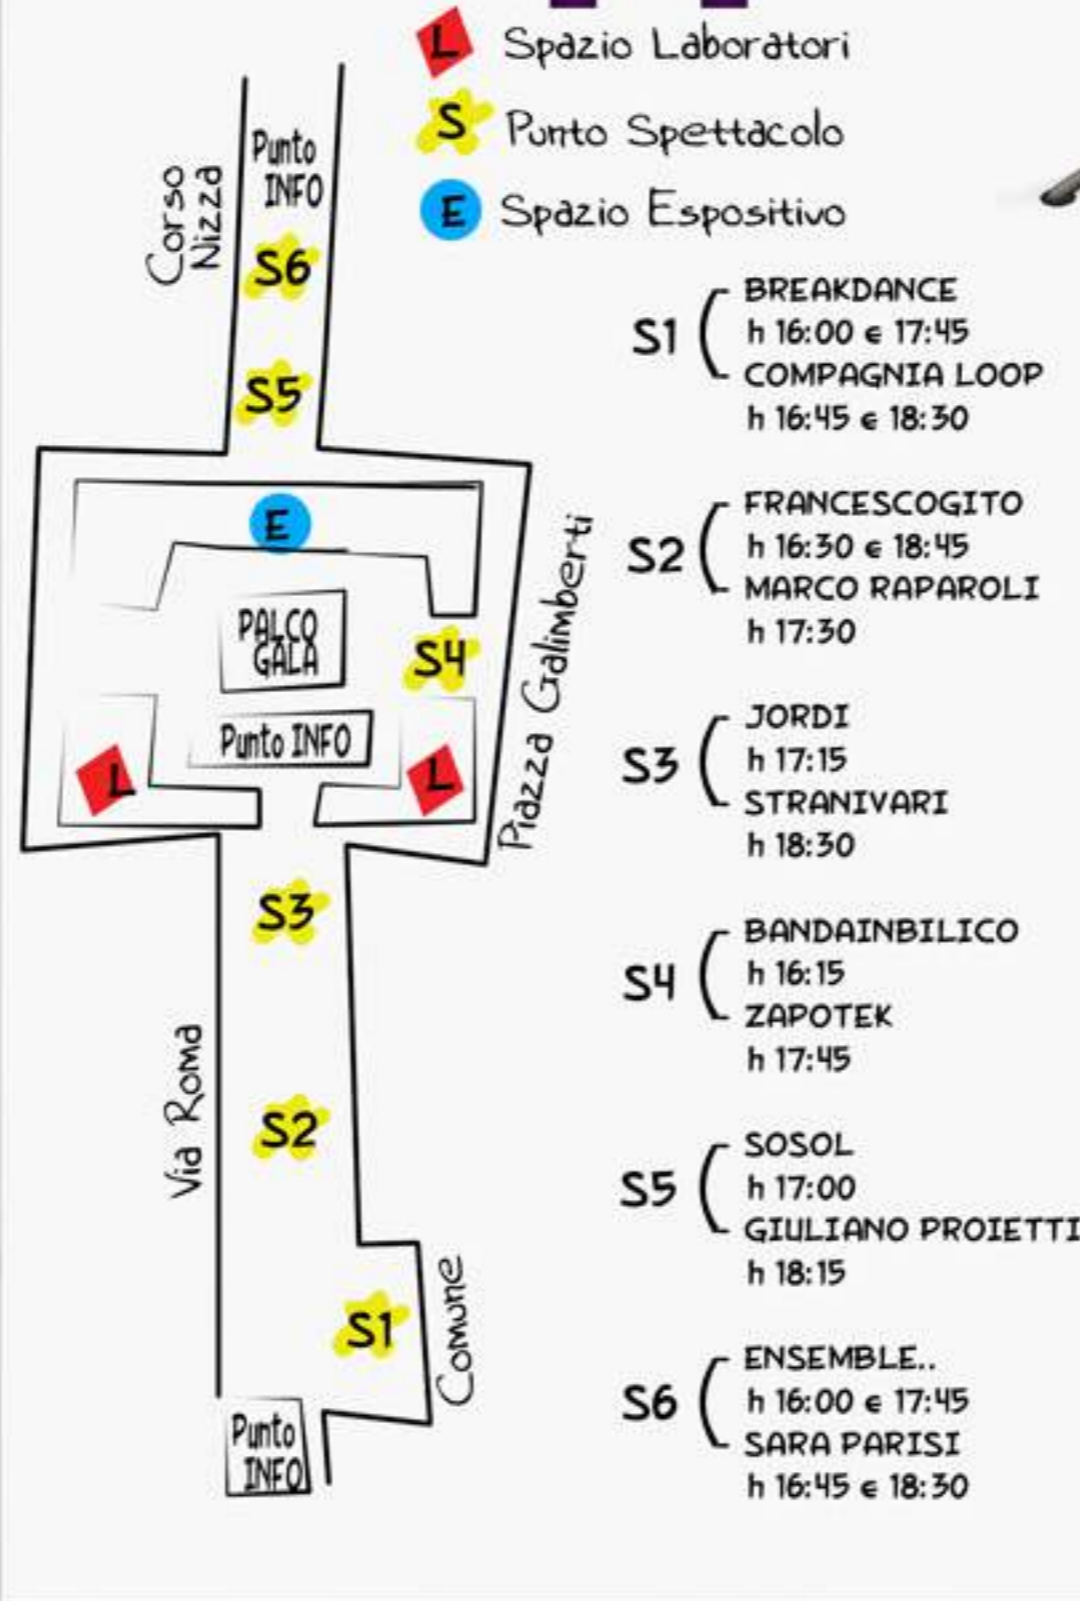 L Spazio Laboratori
S Punto Spettacolo
E Spazio Espositivo
Corso
Nizza
Punto
INFO
S6
S5
E
PALCO
GALA
S4
Punto INFO
L
L
Piazza Galimberti
S3
Via Roma
S2
S1
Comune
Punto
INFO
S1
BREAKDANCE
h 16:00 e 17:45
COMPAGNIA LOOP
h 16:45 e 18:30
S2
FRANCESCOGITO
h 16:30 e 18:45
MARCO RAPAROLI
h 17:30
S3
JORDI
h 17:15
STRANIVARI
h 18:30
S4
BANDAINBILICO
h 16:15
ZAPOTEK
h 17:45
S5
SOSOL
h 17:00
GIULIANO PROIETTI
h 18:15
S6
ENSEMBLE..
h 16:00 e 17:45
SARA PARISI
h 16:45 e 18:30